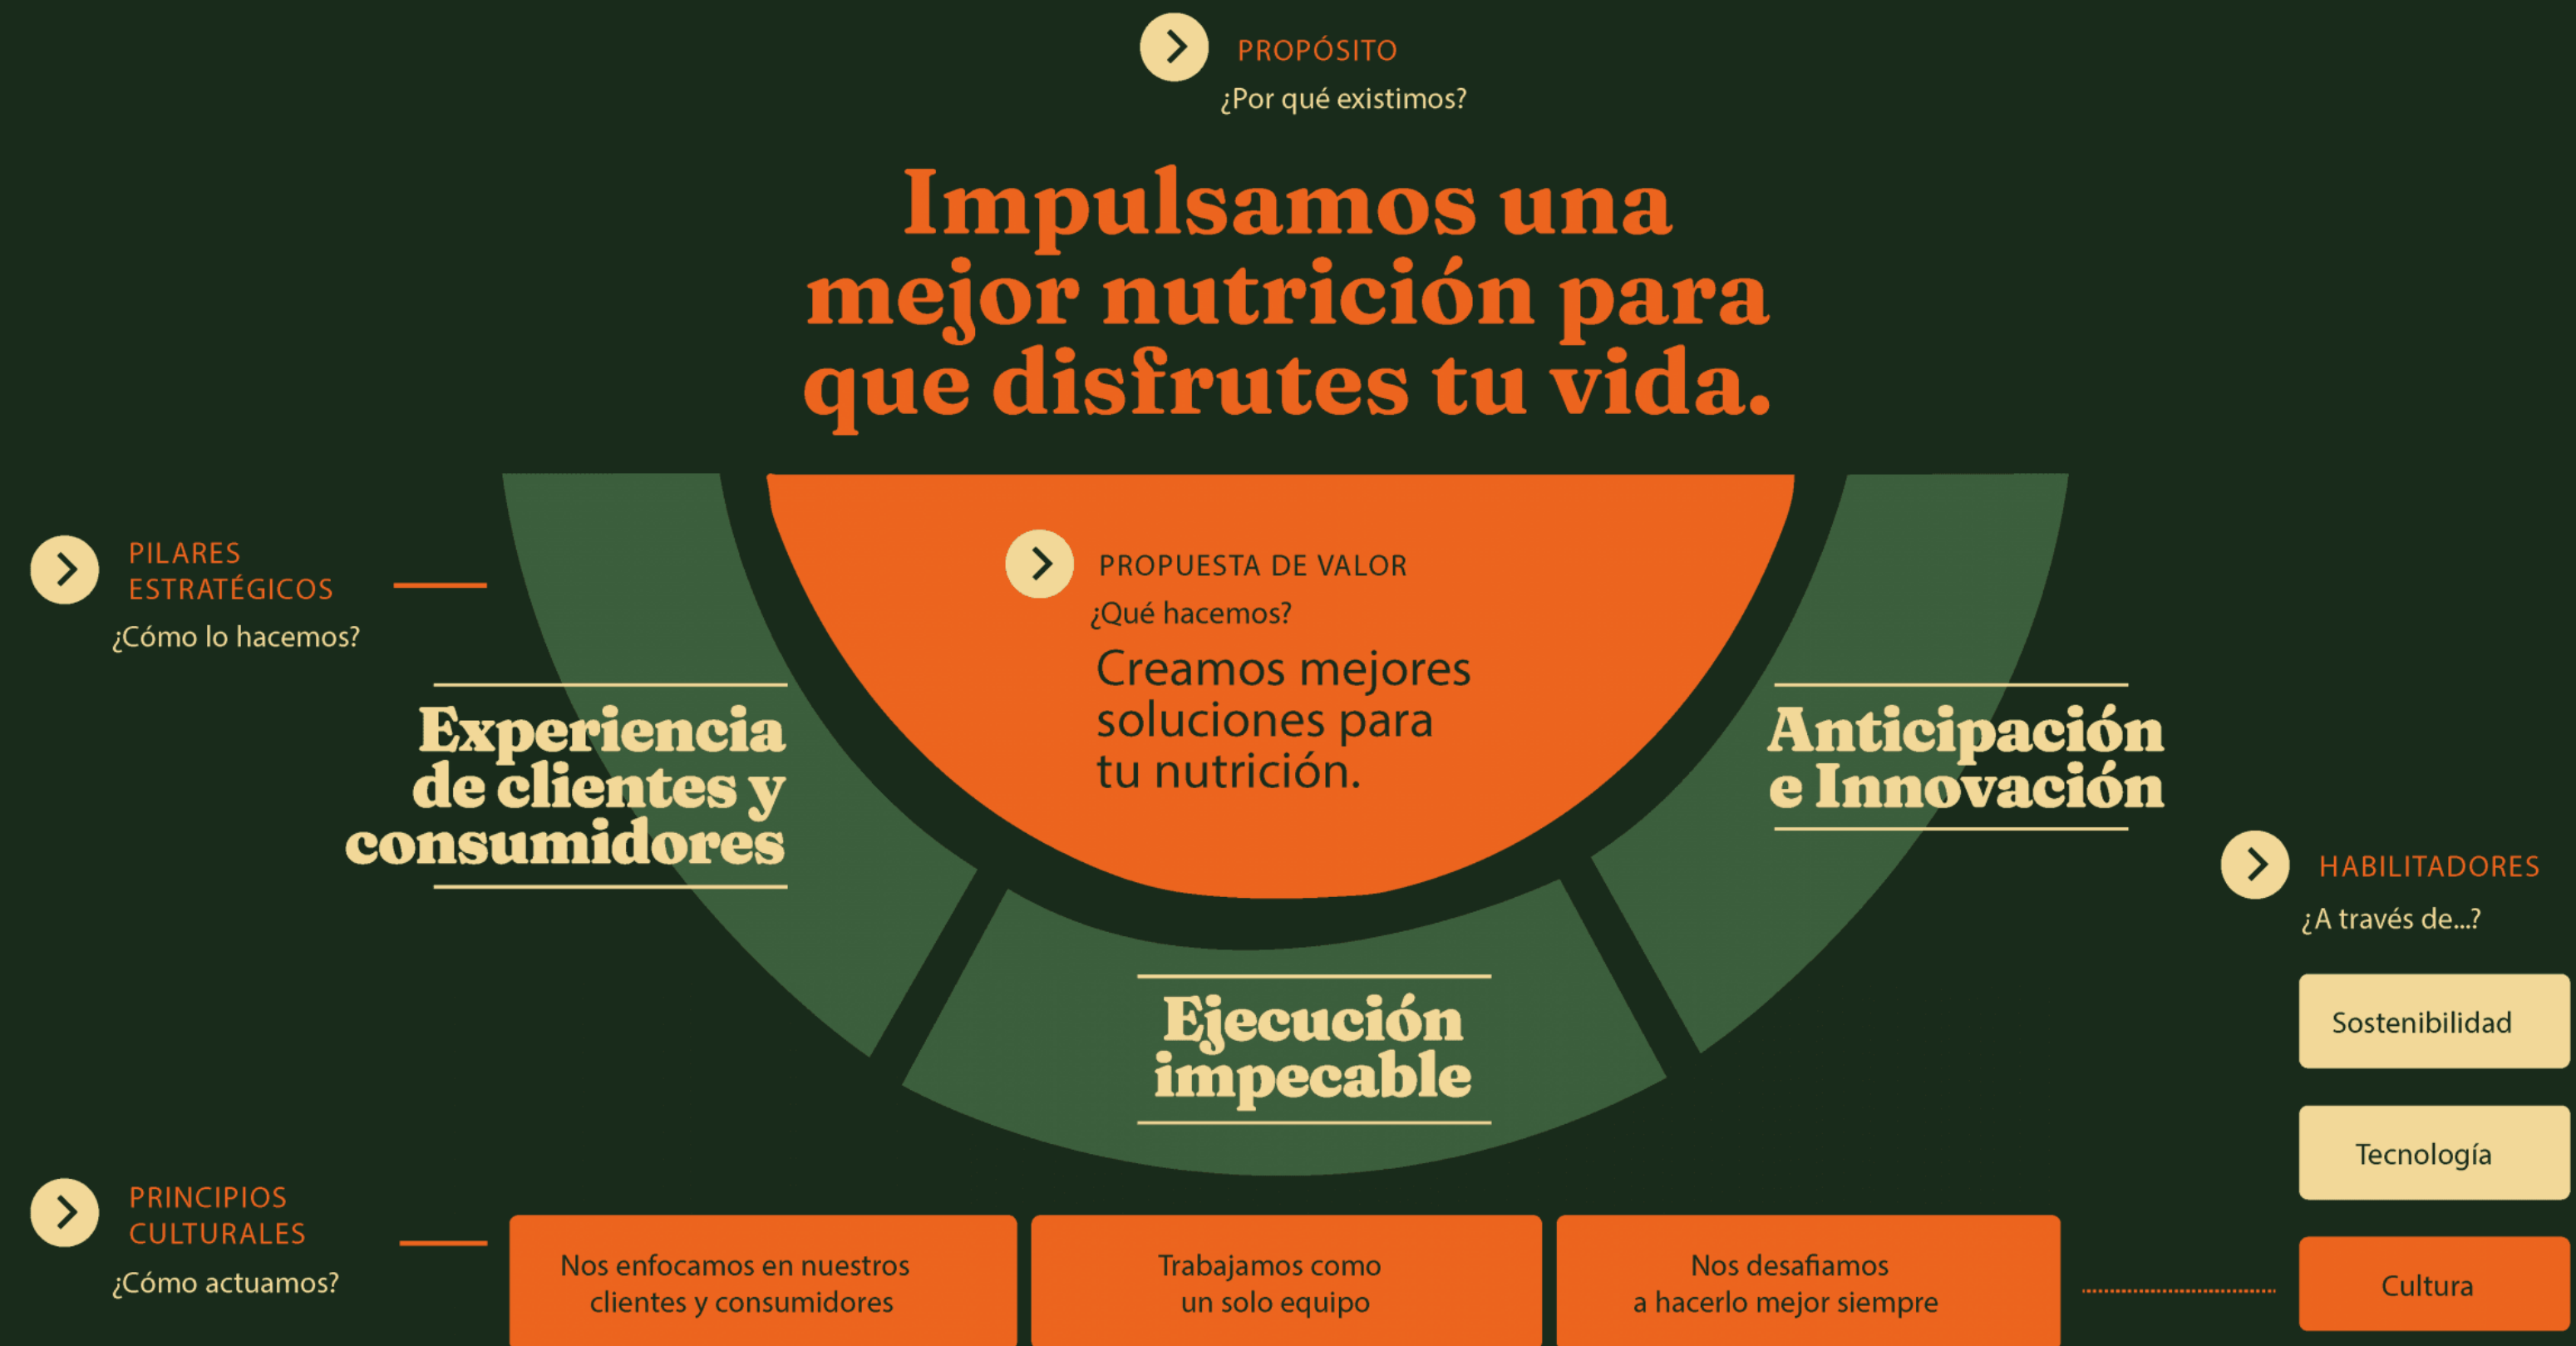 PROPÓSITO
¿Por qué existimos?
Impulsamos una
mejor nutrición para
que disfrutes tu vida.
PILARES
ESTRATÉGICOS
¿Cómo lo hacemos?
PROPUESTA DE VALOR
¿Qué hacemos?
Creamos mejores
soluciones para
tu nutrición.
Experiencia
de clientes y
consumidores
Anticipación
e Innovación
Ejecución
impecable
HABILITADORES
¿A través de...?
Sostenibilidad
Tecnología
Cultura
PRINCIPIOS
CULTURALES
¿Cómo actuamos?
Nos enfocamos en nuestros
clientes y consumidores
Trabajamos como
un solo equipo
Nos desafiamos
a hacerlo mejor siempre